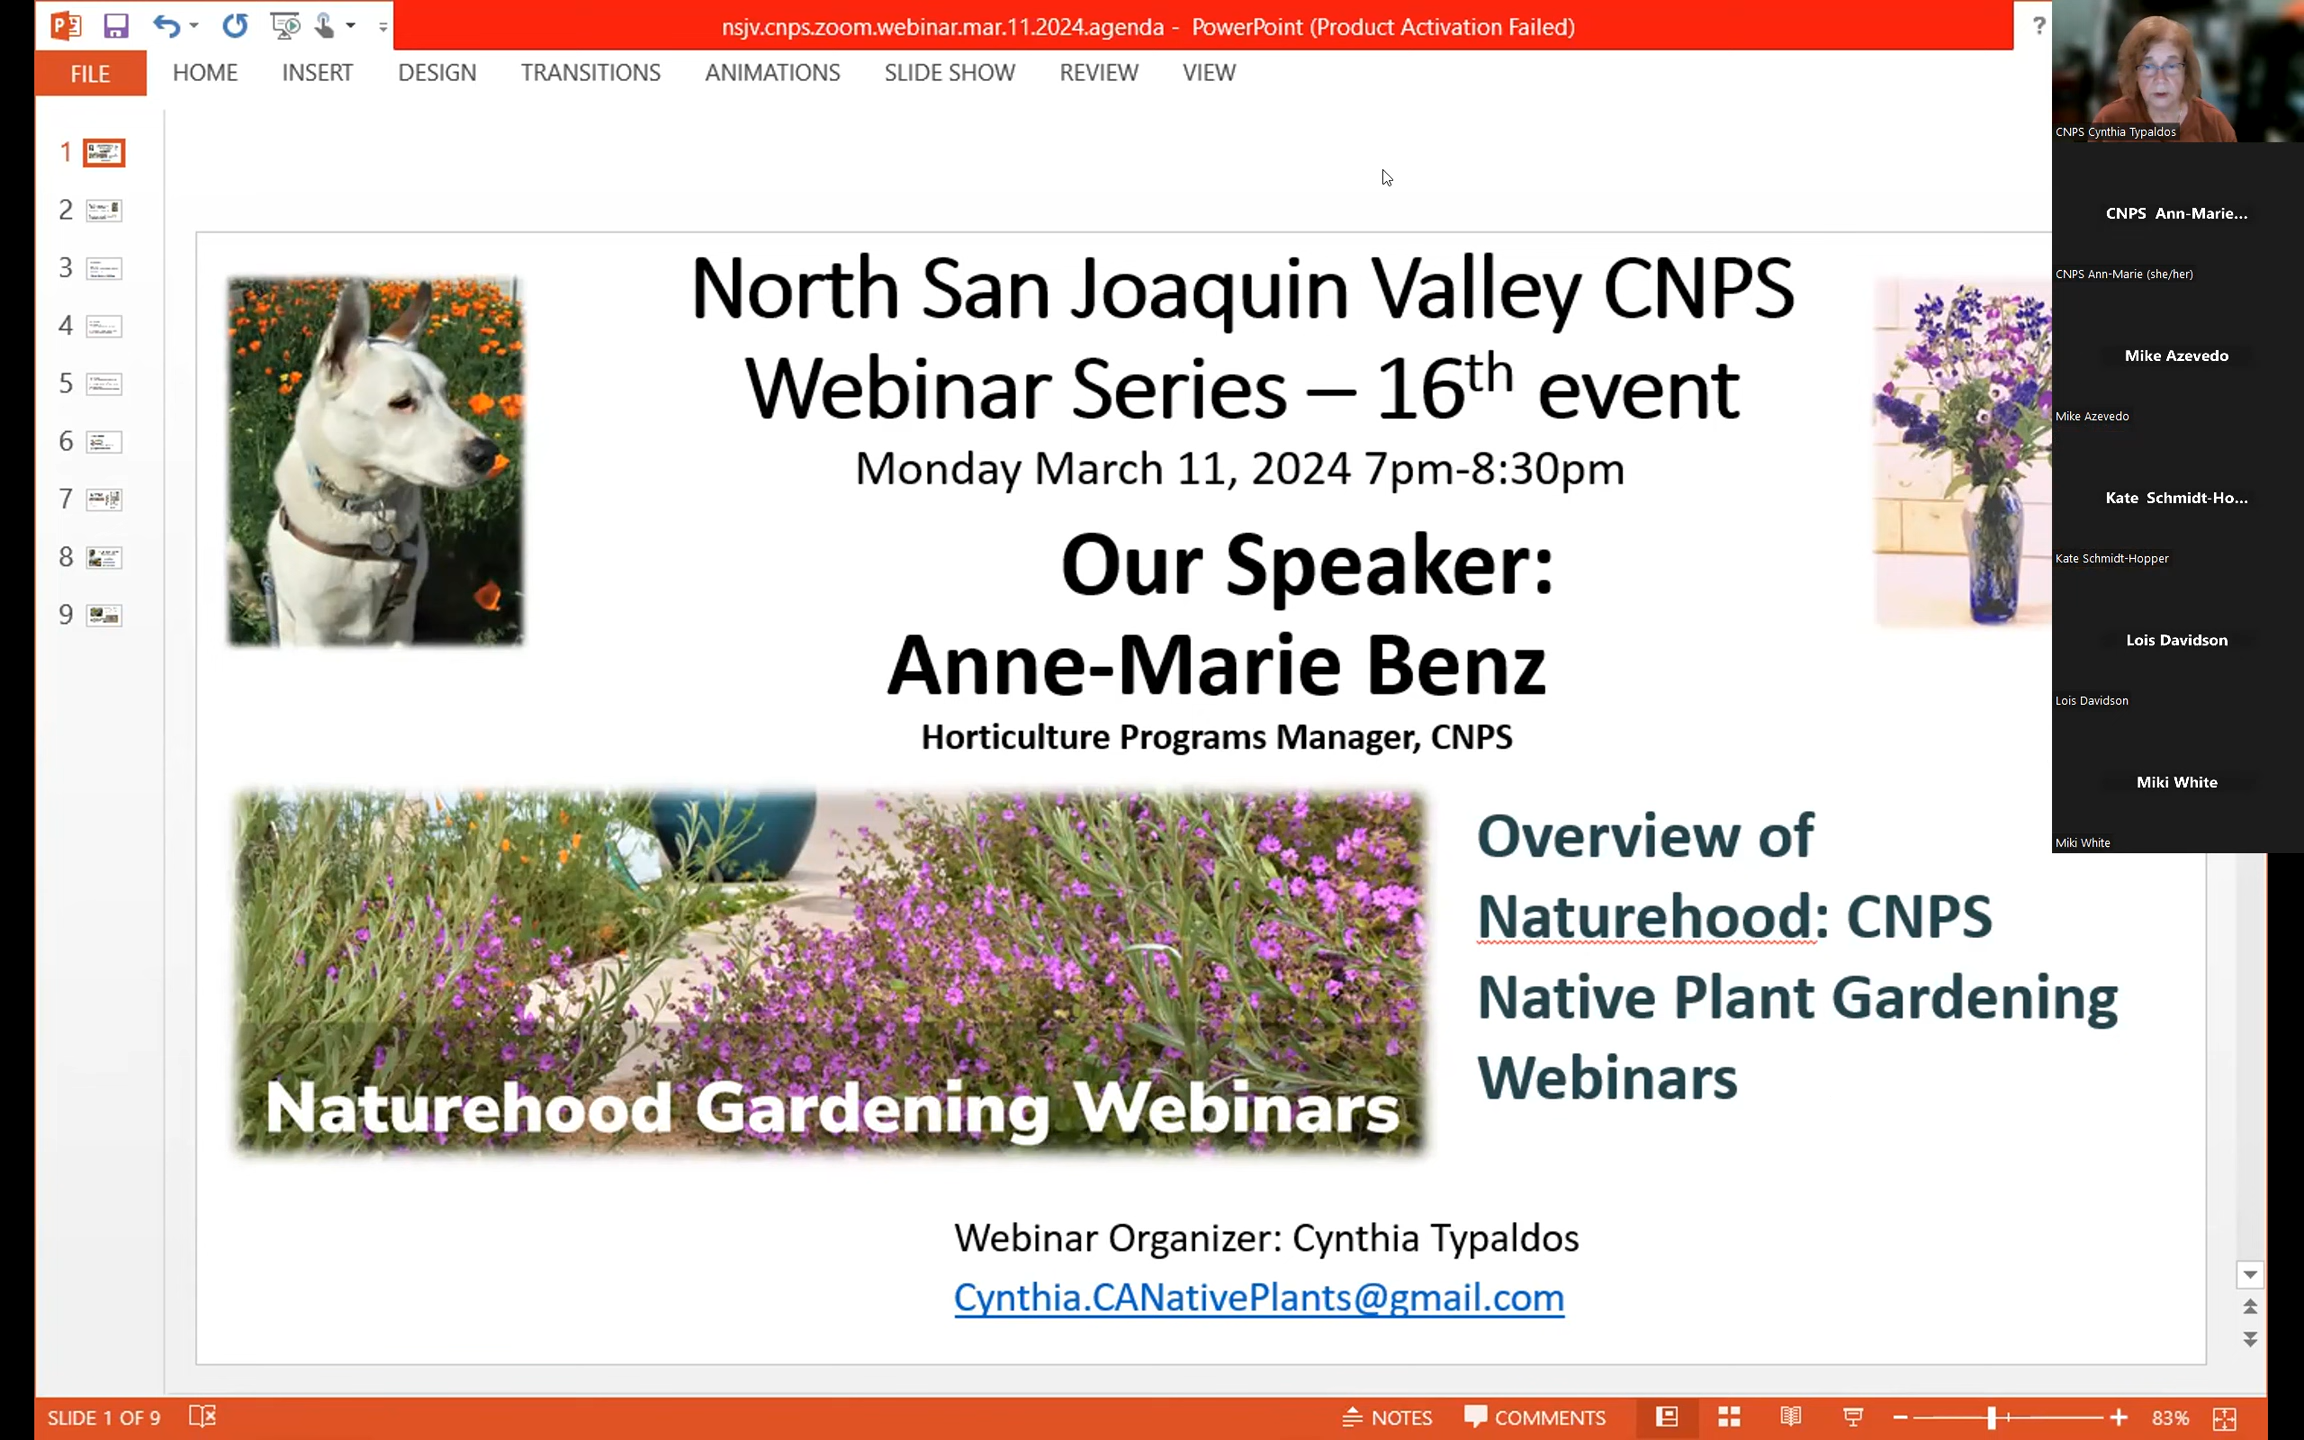 nsjv.cnps.zoom.webinar.mar.11.2024.agenda - PowerPoint (Product Activation Failed)
?
FILE HOME INSERT DESIGN TRANSITIONS ANIMATIONS SLIDE SHOW REVIEW VIEW
1
2
3
4
5
6
7
8
9
North San Joaquin Valley CNPS
Webinar Series – 16th event
Monday March 11, 2024 7pm-8:30pm
Our Speaker:
Anne-Marie Benz
Horticulture Programs Manager, CNPS
Naturehood Gardening Webinars
Overview of
Naturehood: CNPS
Native Plant Gardening
Webinars
Webinar Organizer: Cynthia Typaldos
Cynthia.CANativePlants@gmail.com
CNPS Cynthia Typaldos
CNPS Ann-Marie...
CNPS Ann-Marie (she/her)
Mike Azevedo
Mike Azevedo
Kate Schmidt-Ho...
Kate Schmidt-Hopper
Lois Davidson
Lois Davidson
Miki White
Miki White
SLIDE 1 OF 9 NOTES COMMENTS 83%